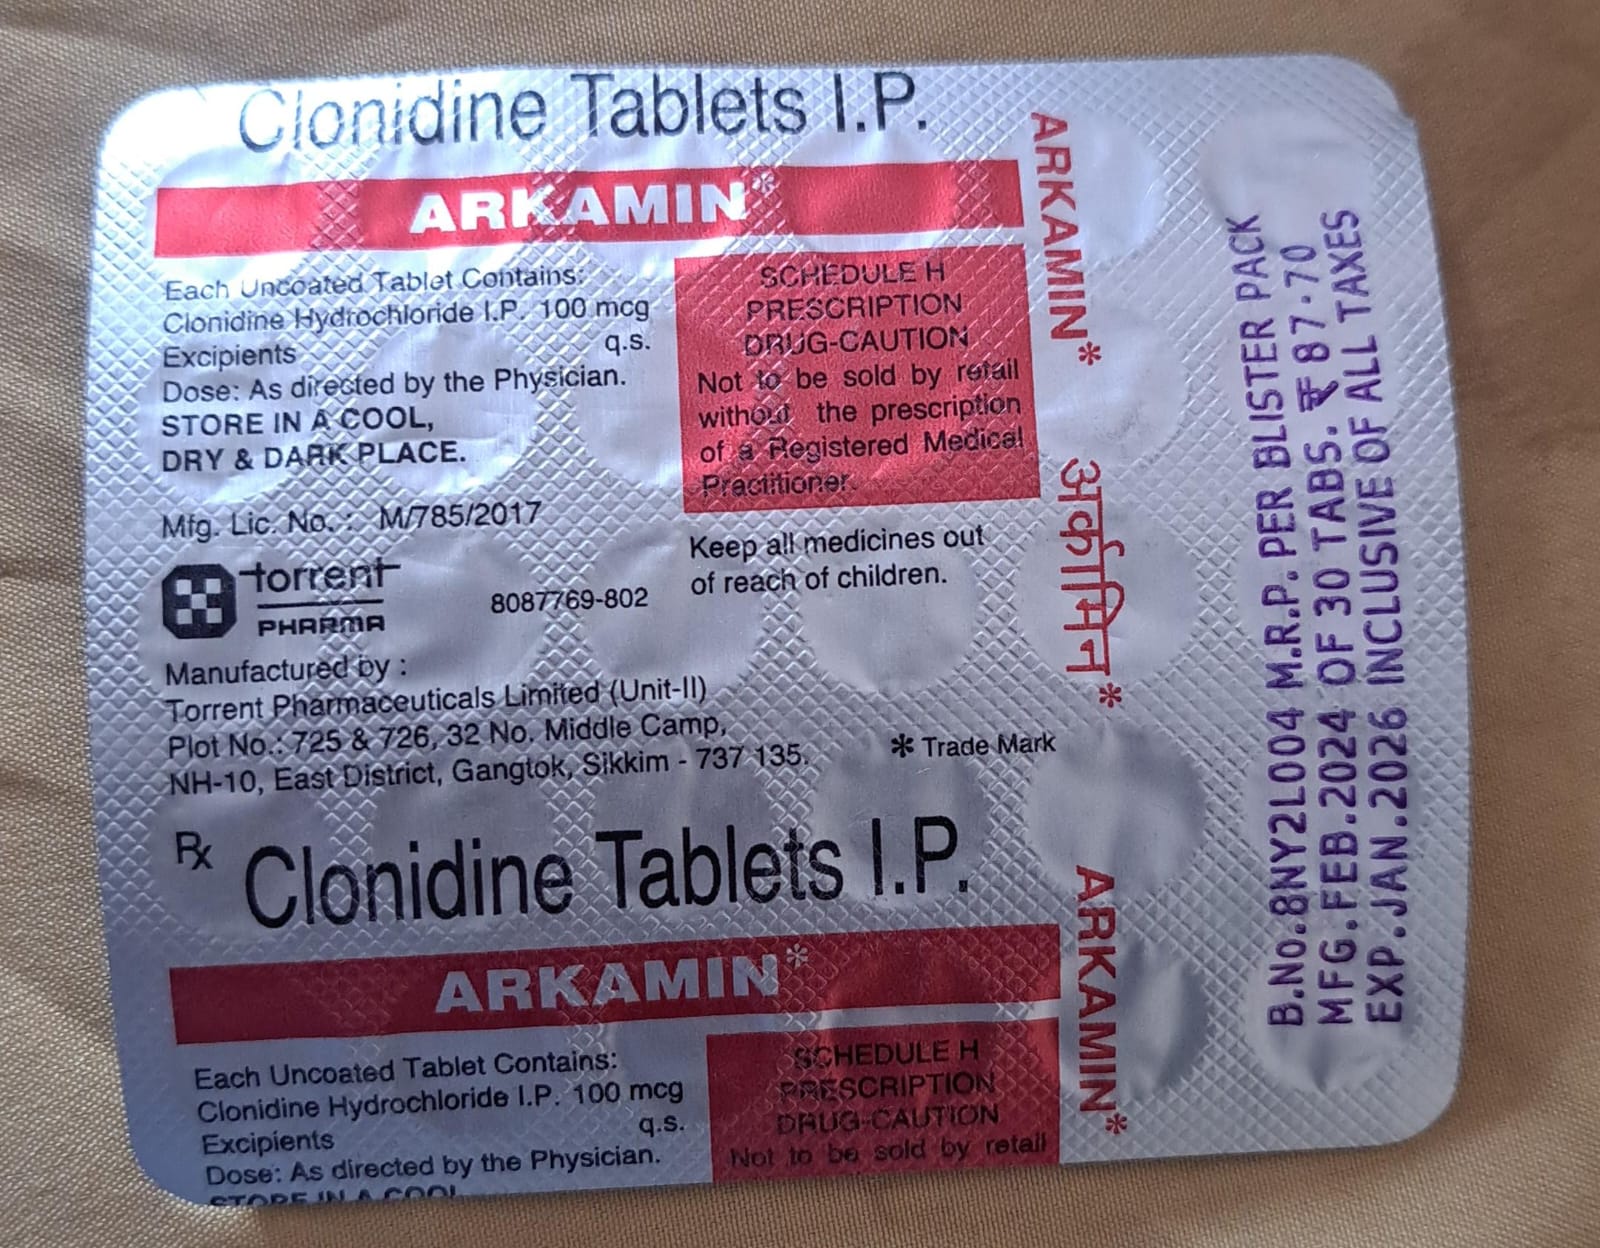 Clonidine Tablets I.P.
ARKAMIN*
Each Uncoated Tablet Contains:
Clonidine Hydrochloride I.P. 100 mcg
Excipients q.s.
Dose: As directed by the Physician.
STORE IN A COOL,
DRY & DARK PLACE.
SCHEDULE H
PRESCRIPTION
DRUG-CAUTION
Not to be sold by retail
without the prescription
of a Registered Medical
Practitioner.
Mfg. Lic. No. : M/785/2017
torrent
PHARMA
8087769-802
Keep all medicines out
of reach of children.
Manufactured by :
Torrent Pharmaceuticals Limited (Unit-II)
Plot No.: 725 & 726, 32 No. Middle Camp,
NH-10, East District, Gangtok, Sikkim - 737 135.
* Trade Mark
Rx Clonidine Tablets I.P.
ARKAMIN*
Each Uncoated Tablet Contains:
Clonidine Hydrochloride I.P. 100 mcg
Excipients q.s.
Dose: As directed by the Physician.
STORE IN A COOL
SCHEDULE H
PRESCRIPTION
DRUG-CAUTION
Not to be sold by retail
ARKAMIN*
अर्कामिन*
ARKAMIN*
B.No.8NY2L004 M.R.P. PER BLISTER PACK
MFG.FEB.2024 OF 30 TABS. ₹ 87.70
EXP.JAN.2026 INCLUSIVE OF ALL TAXES